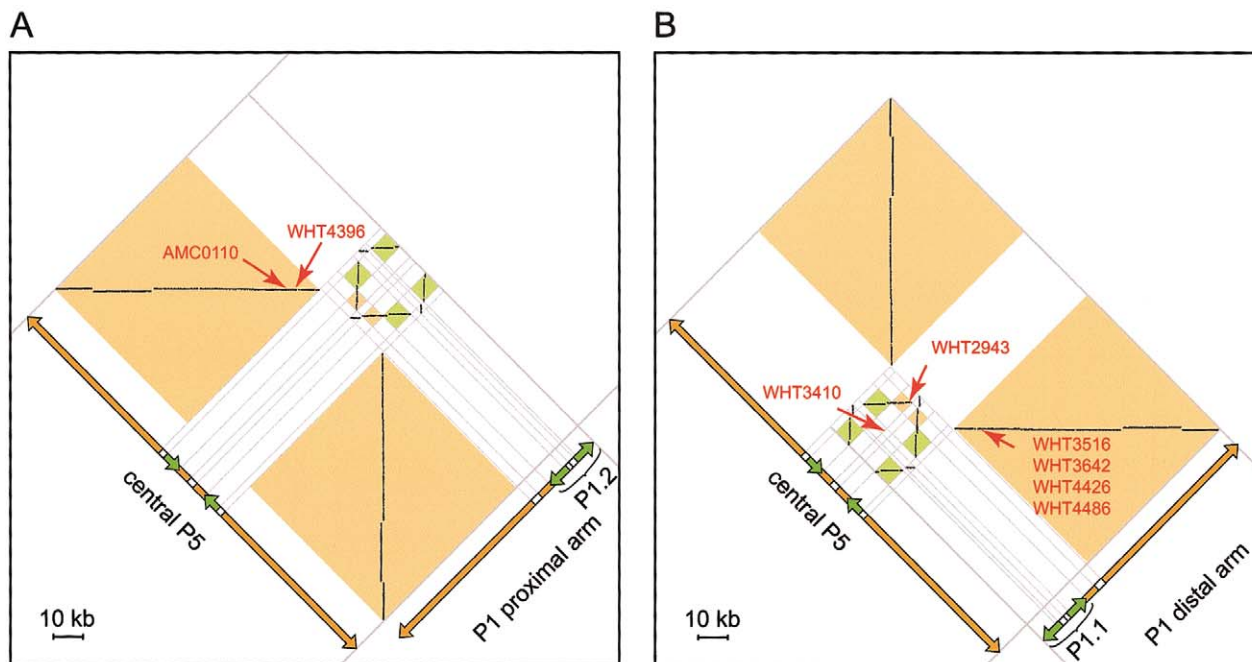 A
AMC0110
WHT4396
central P5
P1.2
P1 proximal arm
10 kb
B
WHT2943
WHT3410
WHT3516
WHT3642
WHT4426
WHT4486
central P5
P1.1
P1 distal arm
10 kb